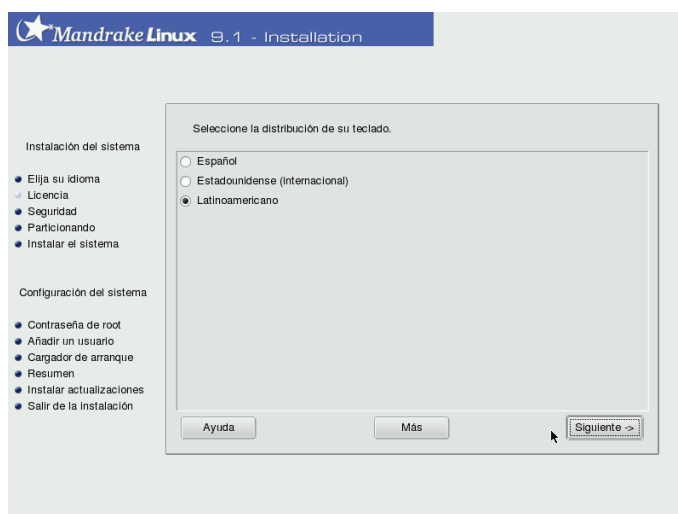 Mandrake Linux 9.1 - Installation
Instalación del sistema
Elija su idioma
Licencia
Seguridad
Particionando
Instalar el sistema
Configuración del sistema
Contraseña de root
Añadir un usuario
Cargador de arranque
Resumen
Instalar actualizaciones
Salir de la instalación
Seleccione la distribución de su teclado.
Español
Estadounidense (internacional)
Latinoamericano
Ayuda
Más
Siguiente ->